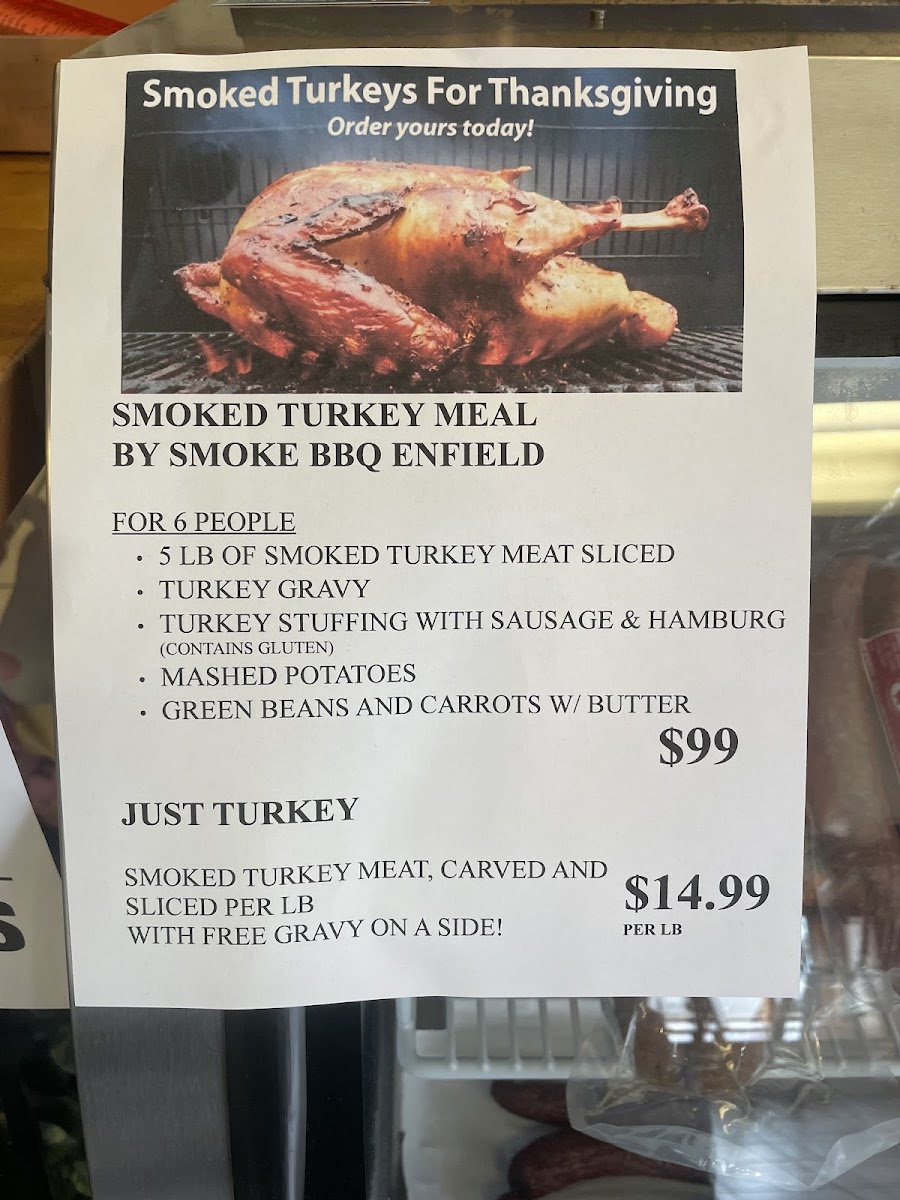 Smoked Turkeys For Thanksgiving
Order yours today!
SMOKED TURKEY MEAL
BY SMOKE BBQ ENFIELD
FOR 6 PEOPLE
• 5 LB OF SMOKED TURKEY MEAT SLICED
• TURKEY GRAVY
• TURKEY STUFFING WITH SAUSAGE & HAMBURG
(CONTAINS GLUTEN)
• MASHED POTATOES
• GREEN BEANS AND CARROTS W/ BUTTER
$99
JUST TURKEY
SMOKED TURKEY MEAT, CARVED AND
SLICED PER LB
WITH FREE GRAVY ON A SIDE!
$14.99
PER LB